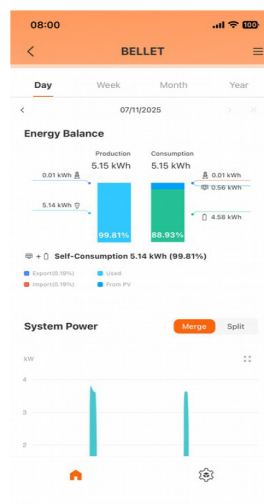 08:00
100
BELLET
Day Week Month Year
07/11/2025
Energy Balance
Production Consumption
5.15 kWh 5.15 kWh
0.01 kWh 0.01 kWh
0.56 kWh
5.14 kWh 4.58 kWh
99.81% 88.93%
+ Self-Consumption 5.14 kWh (99.81%)
Export(0.19%) Used
Import(0.19%) From PV
System Power Merge Split
kW
4
3
2